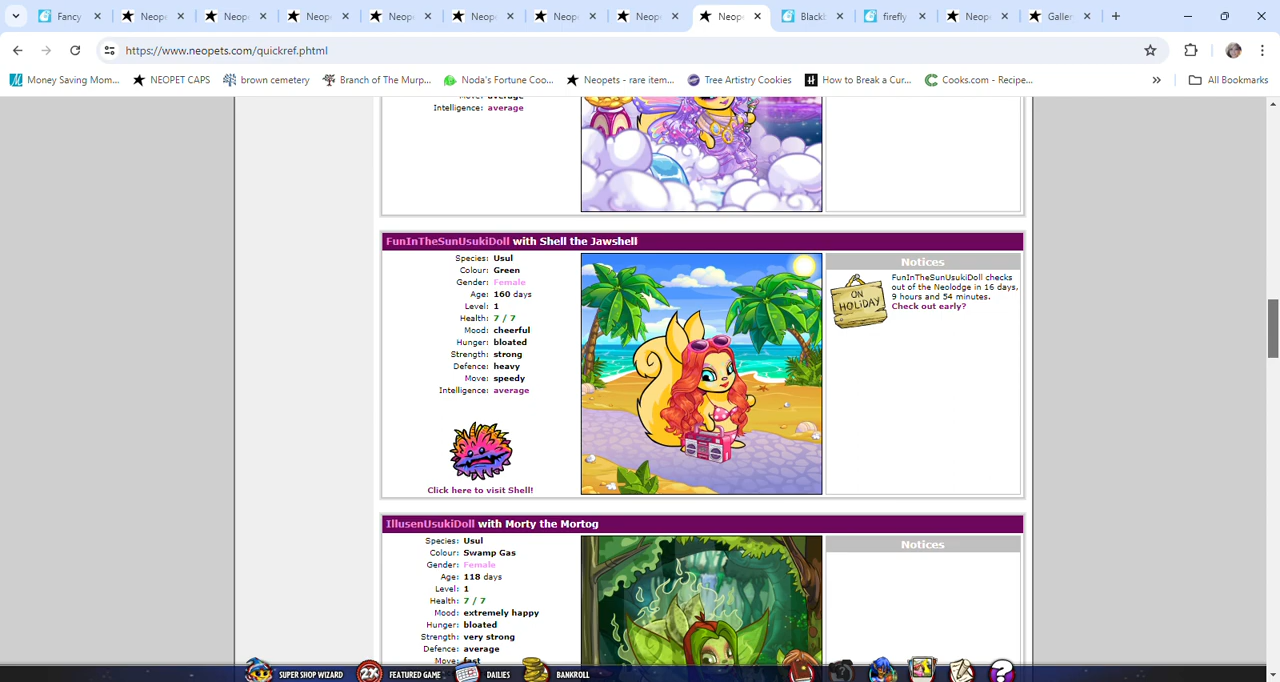 Fancy
Neop
Neop
Neop
Neop
Neop
Neop
Neop
Neop
Black
firefly
Neop
Galler
https://www.neopets.com/quickref.phtml
Money Saving Mom...
NEOPET CAPS
brown cemetery
Branch of The Murp...
Noda's Fortune Coo...
Neopets - rare item...
Tree Artistry Cookies
How to Break a Cur...
Cooks.com - Recipe...
»
All Bookmarks
Intelligence: average
FunInTheSunUsukiDoll with Shell the Jawshell
Species: Usul
Colour: Green
Gender: Female
Age: 160 days
Level: 1
Health: 7 / 7
Mood: cheerful
Hunger: bloated
Strength: strong
Defence: heavy
Move: speedy
Intelligence: average
Click here to visit Shell!
Notices
ON HOLIDAY
FunInTheSunUsukiDoll checks
out of the Neolodge in 16 days,
9 hours and 54 minutes.
Check out early?
IllusenUsukiDoll with Morty the Mortog
Species: Usul
Colour: Swamp Gas
Gender: Female
Age: 118 days
Level: 1
Health: 7 / 7
Mood: extremely happy
Hunger: bloated
Strength: very strong
Defence: average
Move: fast
Notices
SUPER SHOP WIZARD
2X
FEATURED GAME
DAILIES
BANKROLL
?